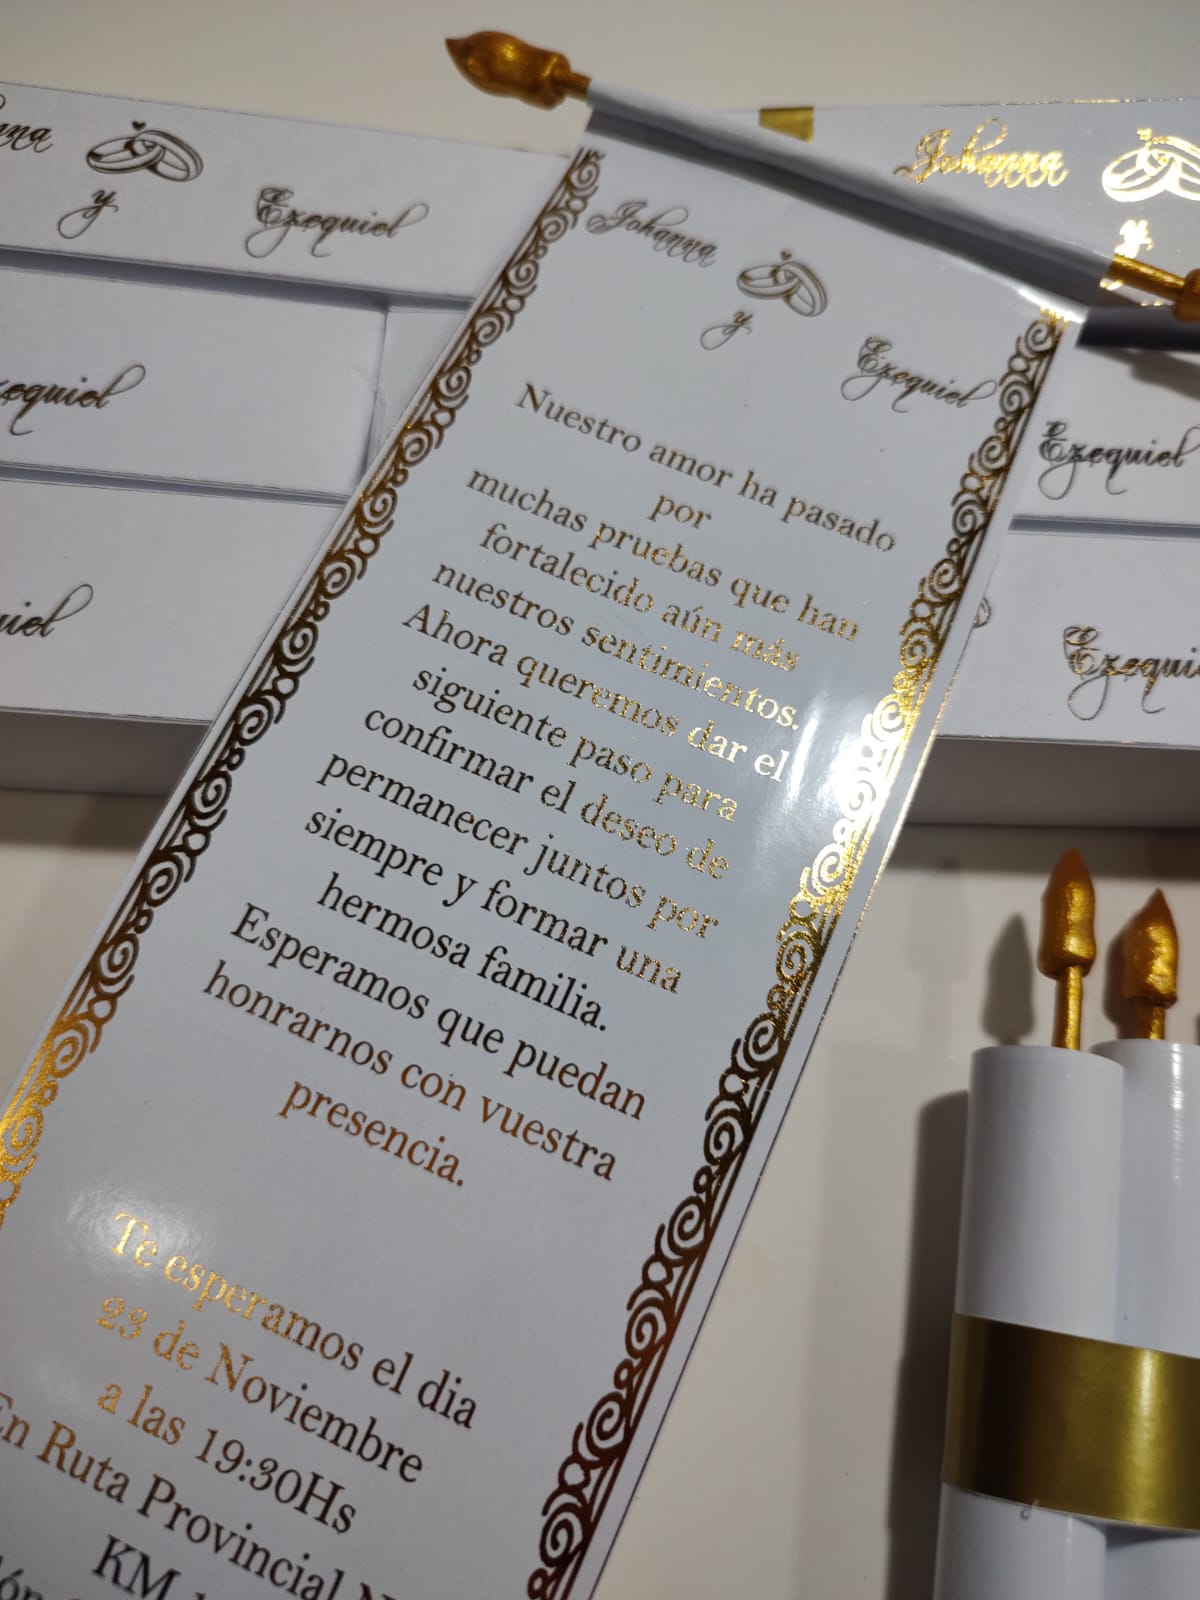 Johanna
y
Ezequiel
Nuestro amor ha pasado
por
muchas pruebas que han
fortalecido aún más
nuestros sentimientos.
Ahora queremos dar el
siguiente paso para
confirmar el deseo de
permanecer juntos por
siempre y formar una
hermosa familia.
Esperamos que puedan
honrarnos con vuestra
presencia.
Te esperamos el dia
23 de Noviembre
a las 19:30Hs
En Ruta Provincial
KM
y
Ezequiel
Johanna
y
Ezequiel